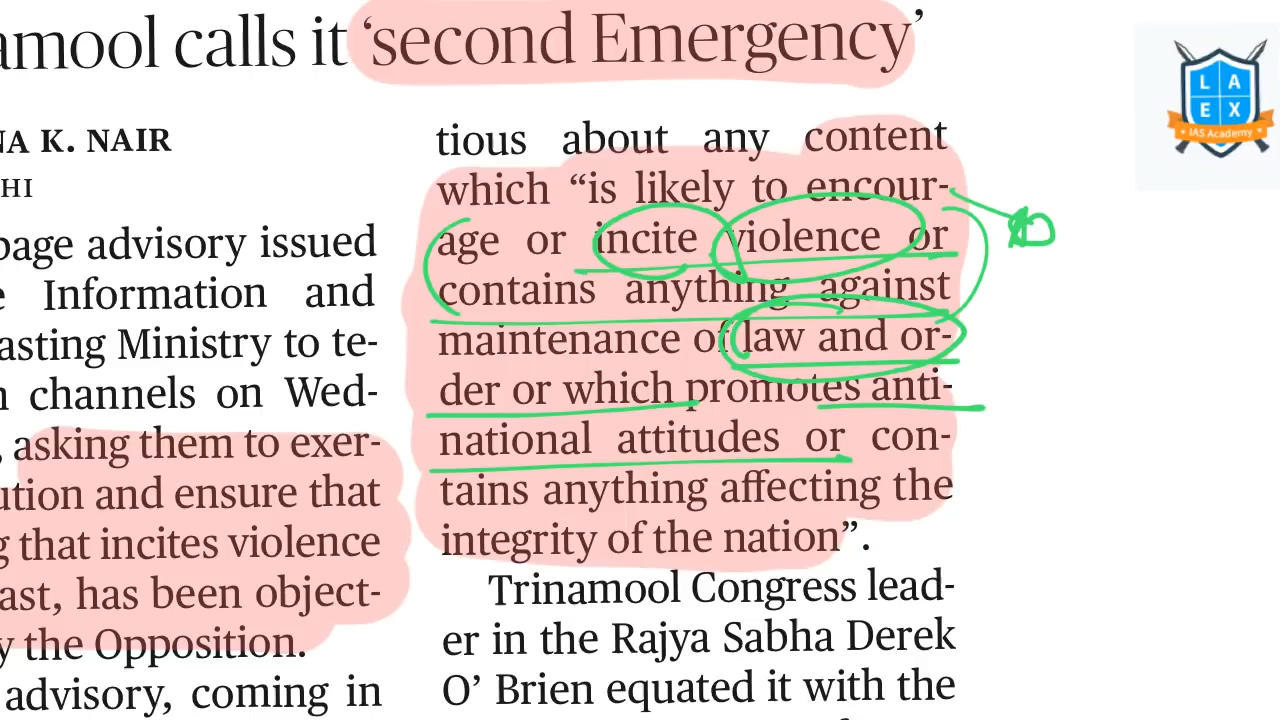 amool calls it ‘second Emergency’
NA K. NAIR
HI
page advisory issued
e Information and
asting Ministry to te-
n channels on Wed-
, asking them to exer-
ution and ensure that
g that incites violence
ast, has been object-
y the Opposition.
advisory, coming in
tious about any content
which “is likely to encour-
age or incite violence or
contains anything against
maintenance of law and or-
der or which promotes anti-
national attitudes or con-
tains anything affecting the
integrity of the nation”.
Trinamool Congress lead-
er in the Rajya Sabha Derek
O’ Brien equated it with the
L A
E X
IAS Academy